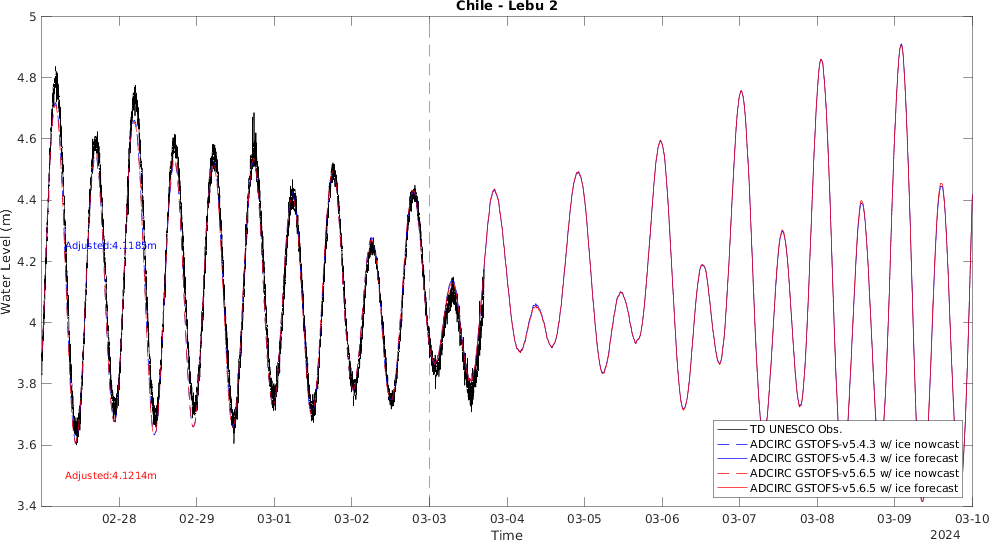 Chile - Lebu 2
5
4.8
4.6
4.4
4.2
4
3.8
3.6
3.4
Water Level (m)
Adjusted:4.1185m
Adjusted:4.1214m
TD UNESCO Obs.
ADCIRC GSTOFS-v5.4.3 w/ ice nowcast
ADCIRC GSTOFS-v5.4.3 w/ ice forecast
ADCIRC GSTOFS-v5.6.5 w/ ice nowcast
ADCIRC GSTOFS-v5.6.5 w/ ice forecast
02-28 02-29 03-01 03-02 03-03 03-04 03-05 03-06 03-07 03-08 03-09 03-10
Time
2024